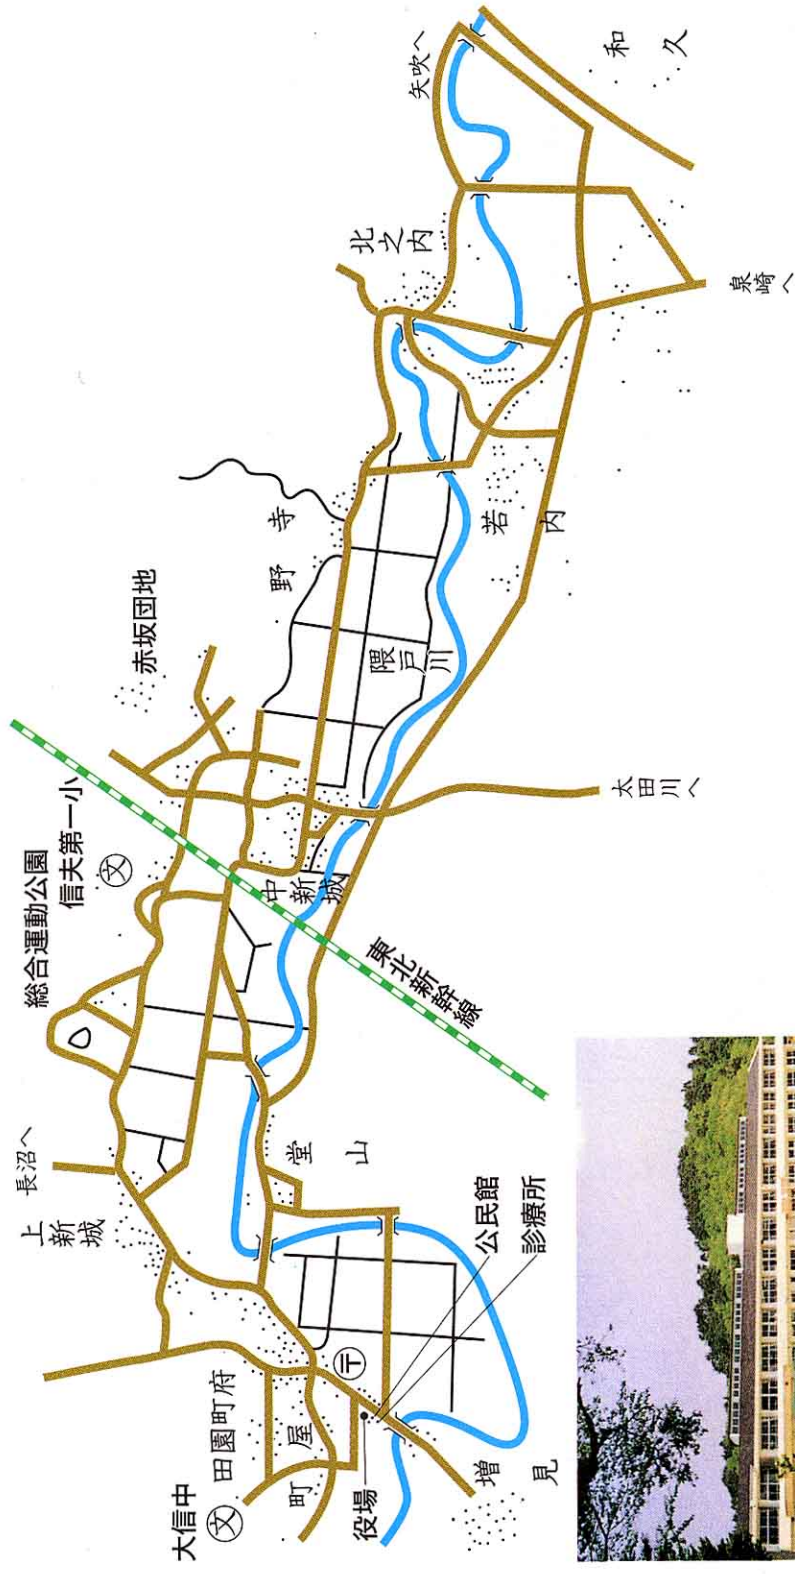 矢吹へ
和久
北之内
泉崎へ
寺
野
若内
赤坂団地
隈戸川
太田川へ
総合運動公園
信夫第一小
文
中新城
東北新幹線
長沼へ
上新城
堂山
公民館
診療所
〒
田園町府
町屋
大信中
文
役場
増見